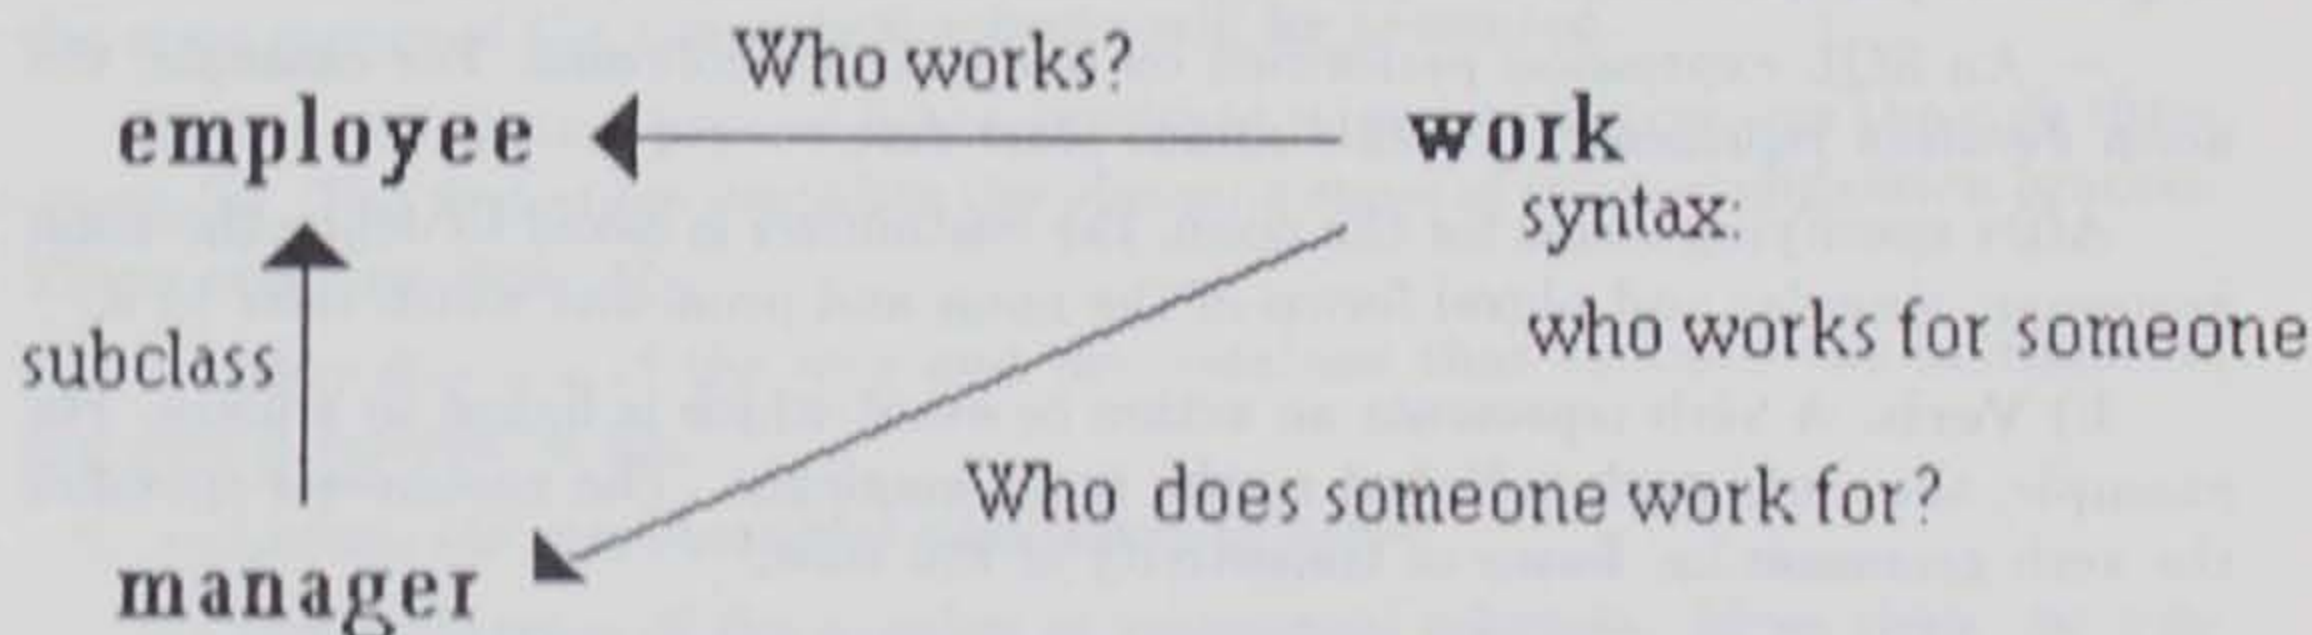 Who works?
employee
work
syntax:
who works for someone
subclass
Who does someone work for?
manager